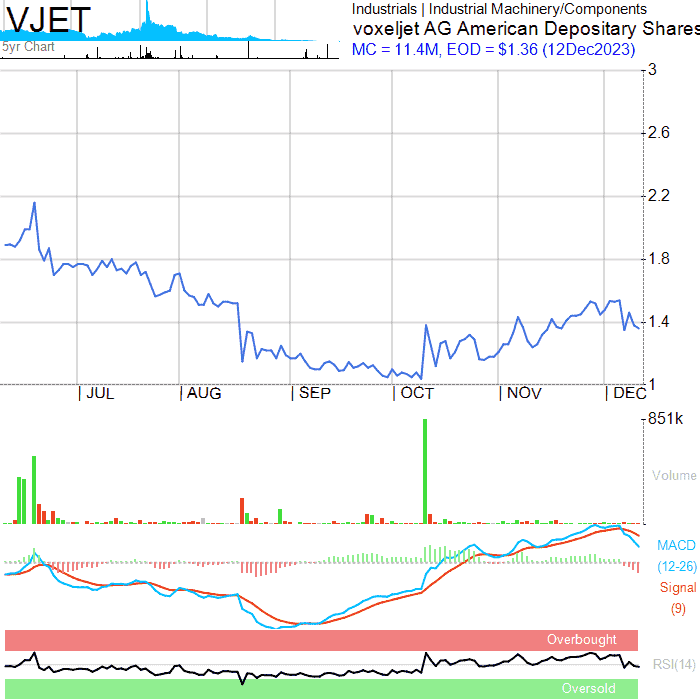 VJET
Industrials | Industrial Machinery/Components
voxeljet AG American Depositary Shares
5yr Chart
MC = 11.4M, EOD = $1.36 (12Dec2023)
3
2.6
2.2
1.8
1.4
1
JUL
AUG
SEP
OCT
NOV
DEC
851k
Volume
MACD
(12-26)
Signal
(9)
Overbought
RSI(14)
Oversold